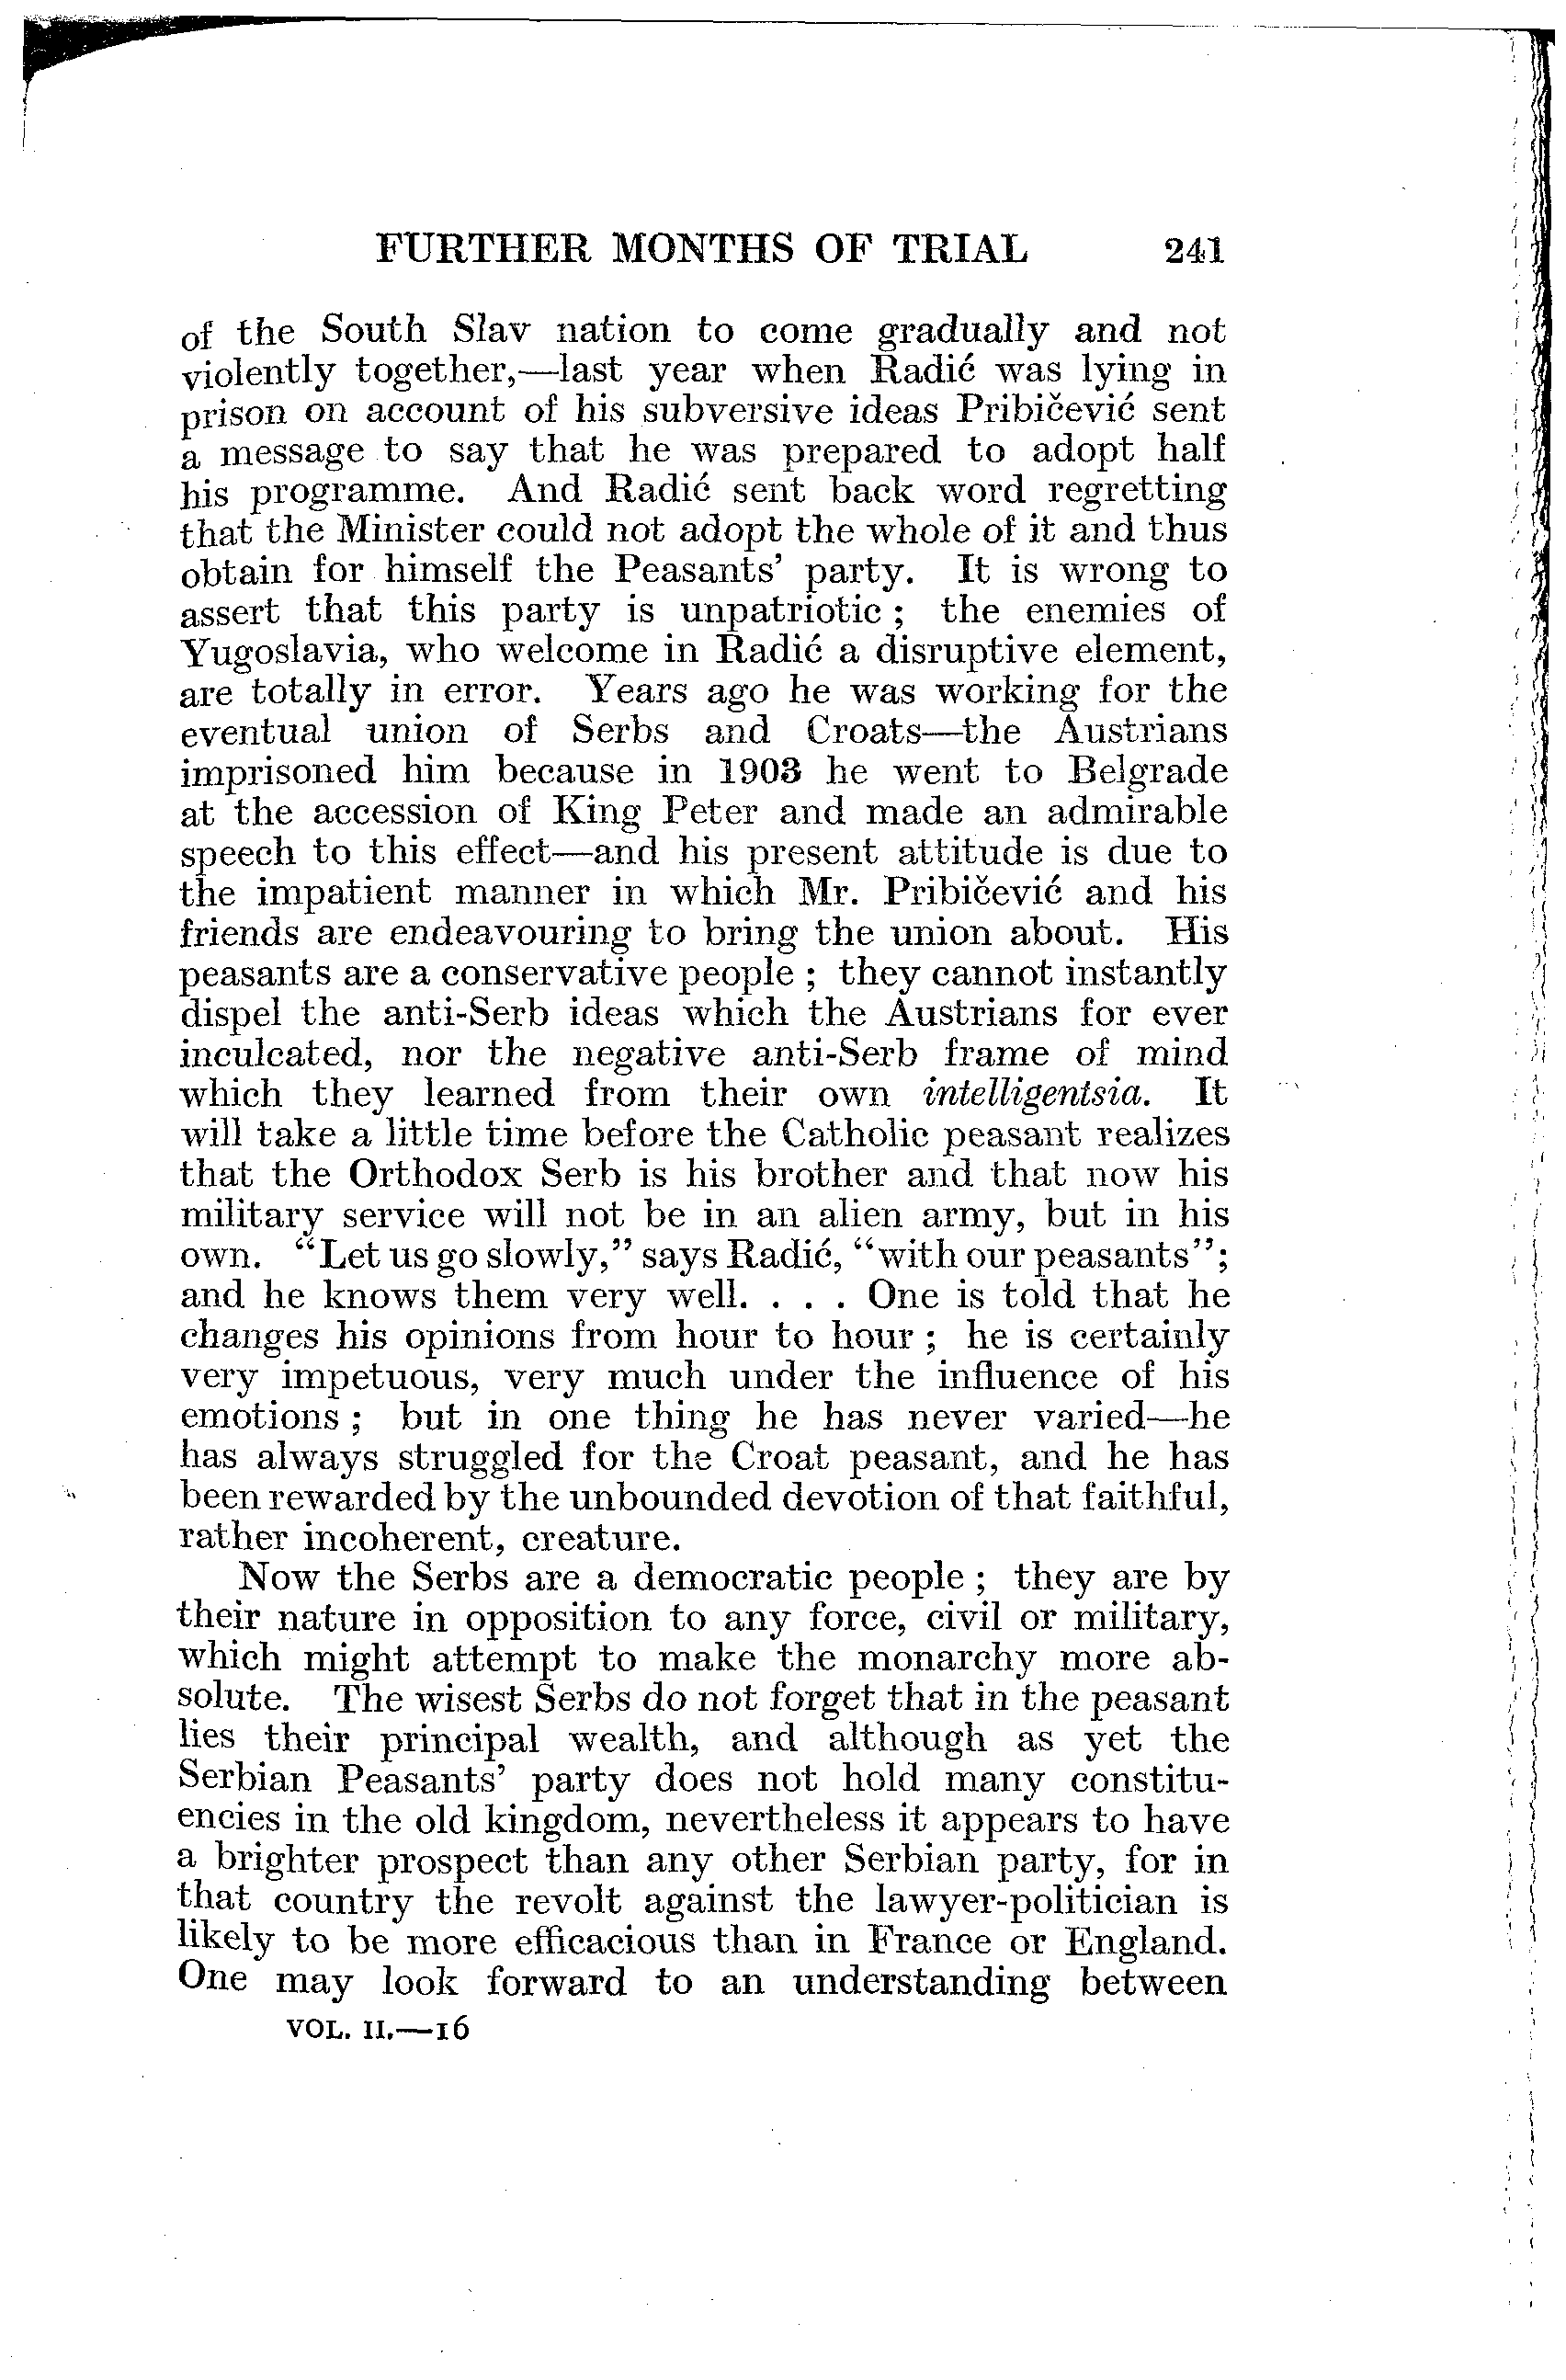 FURTHER MONTHS OF TRIAL 241
of the South Slav nation to come gradually and not
violently together,—last year when Radić was lying in
prison on account of his subversive ideas Pribičević sent
a message to say that he was prepared to adopt half
his programme. And Radić sent back word regretting
that the Minister could not adopt the whole of it and thus
obtain for himself the Peasants' party. It is wrong to
assert that this party is unpatriotic ; the enemies of
Yugoslavia, who welcome in Radić a disruptive element,
are totally in error. Years ago he was working for the
eventual union of Serbs and Croats—the Austrians
imprisoned him because in 1903 he went to Belgrade
at the accession of King Peter and made an admirable
speech to this effect—and his present attitude is due to
the impatient manner in which Mr. Pribičević and his
friends are endeavouring to bring the union about. His
peasants are a conservative people ; they cannot instantly
dispel the anti-Serb ideas which the Austrians for ever
inculcated, nor the negative anti-Serb frame of mind
which they learned from their own intelligentsia. It
will take a little time before the Catholic peasant realizes
that the Orthodox Serb is his brother and that now his
military service will not be in an alien army, but in his
own. "Let us go slowly," says Radić, "with our peasants";
and he knows them very well. . . . One is told that he
changes his opinions from hour to hour ; he is certainly
very impetuous, very much under the influence of his
emotions ; but in one thing he has never varied—he
has always struggled for the Croat peasant, and he has
been rewarded by the unbounded devotion of that faithful,
rather incoherent, creature.
Now the Serbs are a democratic people ; they are by
their nature in opposition to any force, civil or military,
which might attempt to make the monarchy more ab-
solute. The wisest Serbs do not forget that in the peasant
lies their principal wealth, and although as yet the
Serbian Peasants' party does not hold many constitu-
encies in the old kingdom, nevertheless it appears to have
a brighter prospect than any other Serbian party, for in
that country the revolt against the lawyer-politician is
likely to be more efficacious than in France or England.
One may look forward to an understanding between
VOL. II.—16